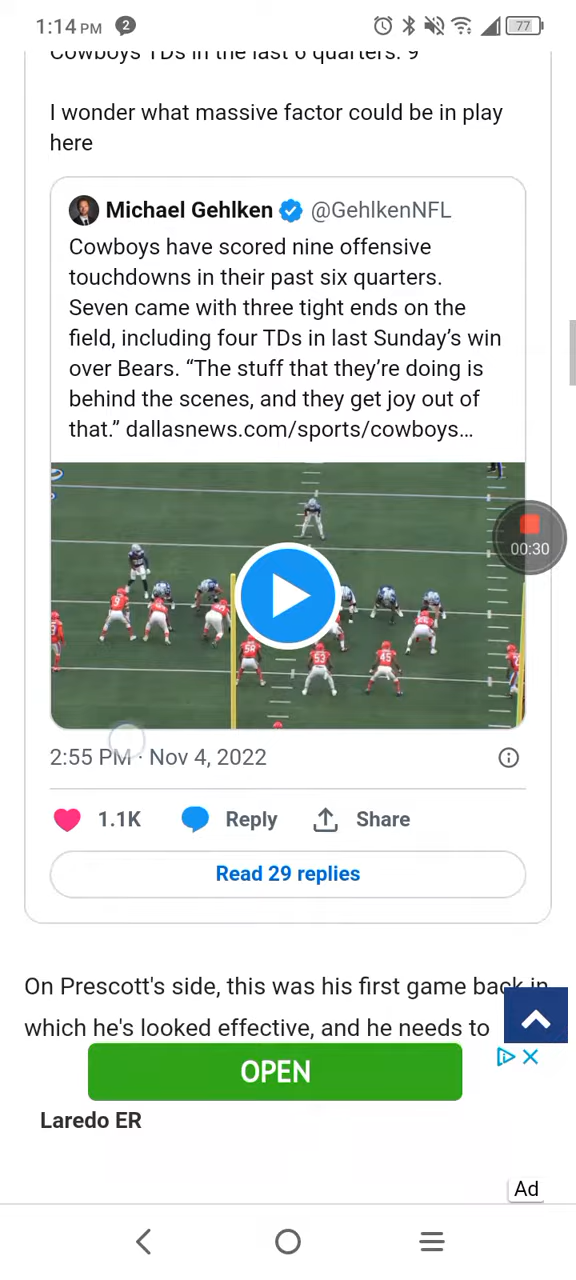 1:14 PM 2 77
Cowboys TDs in the last 6 quarters: 9
I wonder what massive factor could be in play
here
Michael Gehlken @GehlkenNFL
Cowboys have scored nine offensive
touchdowns in their past six quarters.
Seven came with three tight ends on the
field, including four TDs in last Sunday's win
over Bears. “The stuff that they're doing is
behind the scenes, and they get joy out of
that.” dallasnews.com/sports/cowboys...
00:30
9
58
53
45
2:55 PM · Nov 4, 2022
1.1K Reply Share
Read 29 replies
On Prescott's side, this was his first game back in
which he's looked effective, and he needs to
OPEN
Laredo ER
Ad